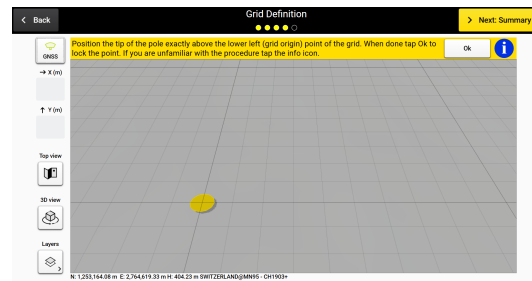 Back
Grid Definition
Next: Summary
GNSS
Position the tip of the pole exactly above the lower left (grid origin) point of the grid. When done tap Ok to
lock the point. If you are unfamiliar with the procedure tap the info icon.
Ok
i
→ X (m)
↑ Y (m)
Top view
3D view
Layers
N: 1,253,164.08 m E: 2,764,619.33 m H: 404.23 m SWITZERLAND@MN95 - CH1903+